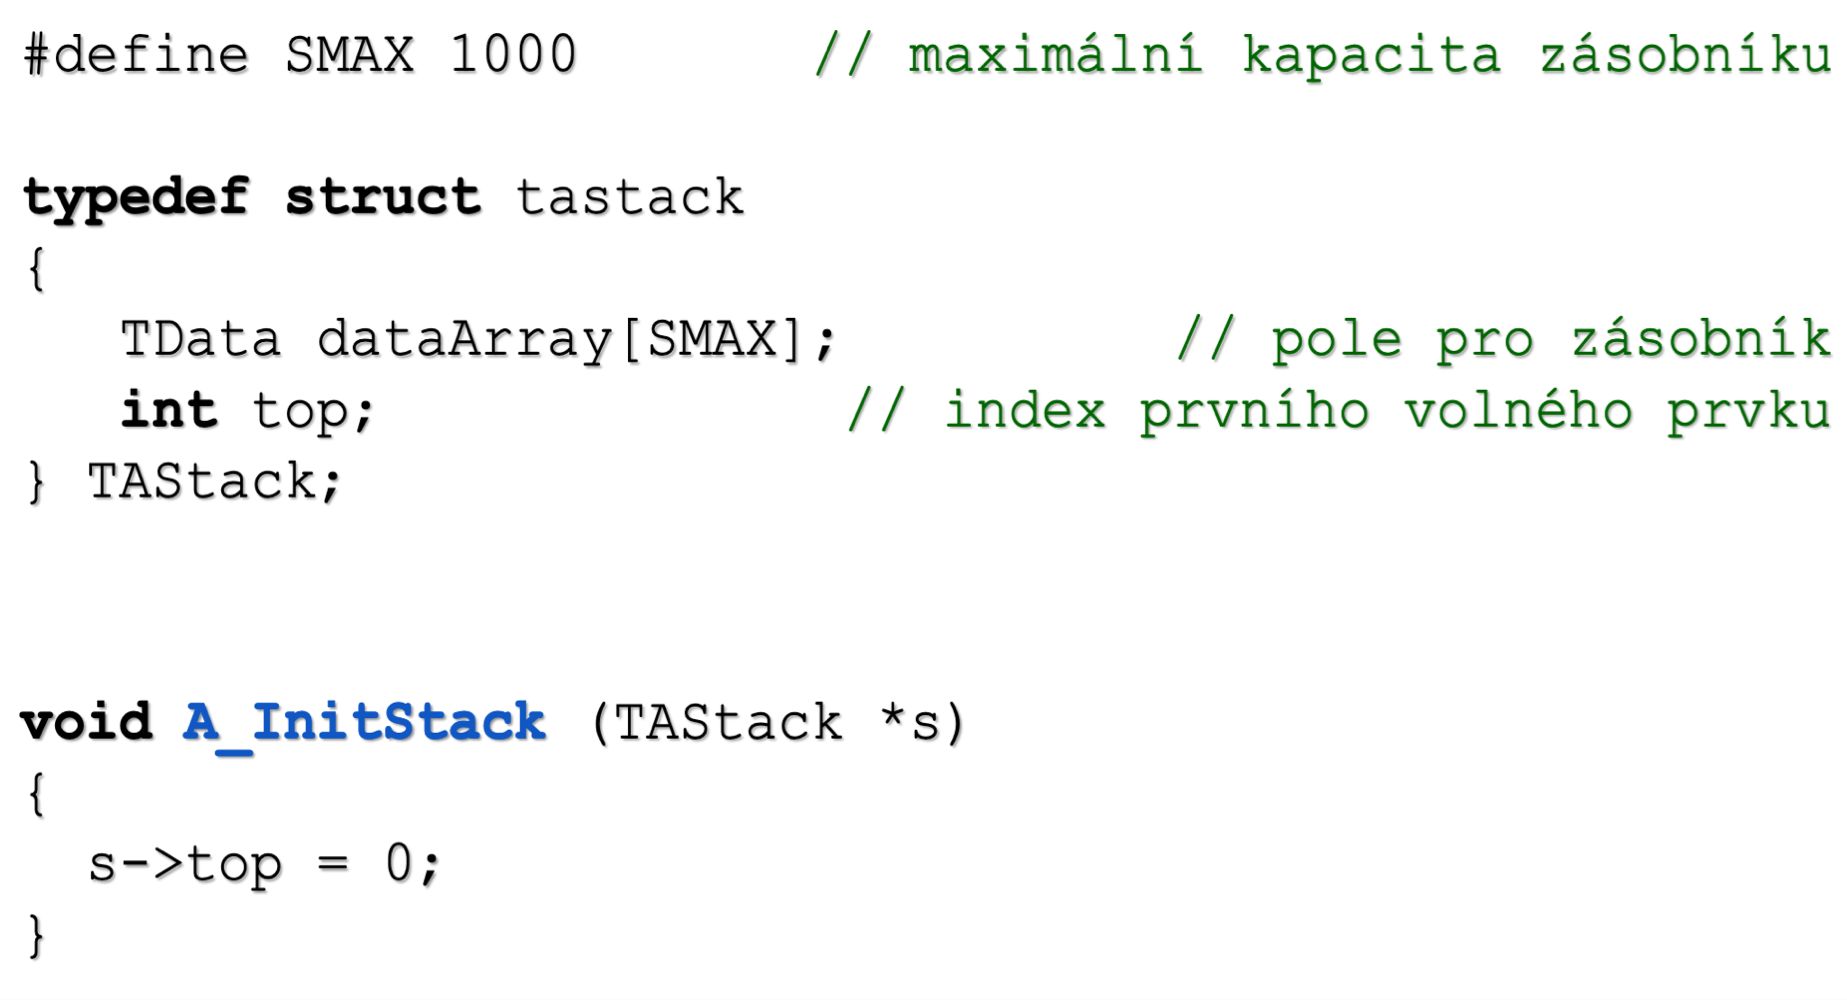 #define SMAX 1000 // maximální kapacita zásobníku
typedef struct tastack
{
TData dataArray[SMAX]; // pole pro zásobník
int top; // index prvního volného prvku
} TAStack;
void A_InitStack (TAStack *s)
{
s->top = 0;
}